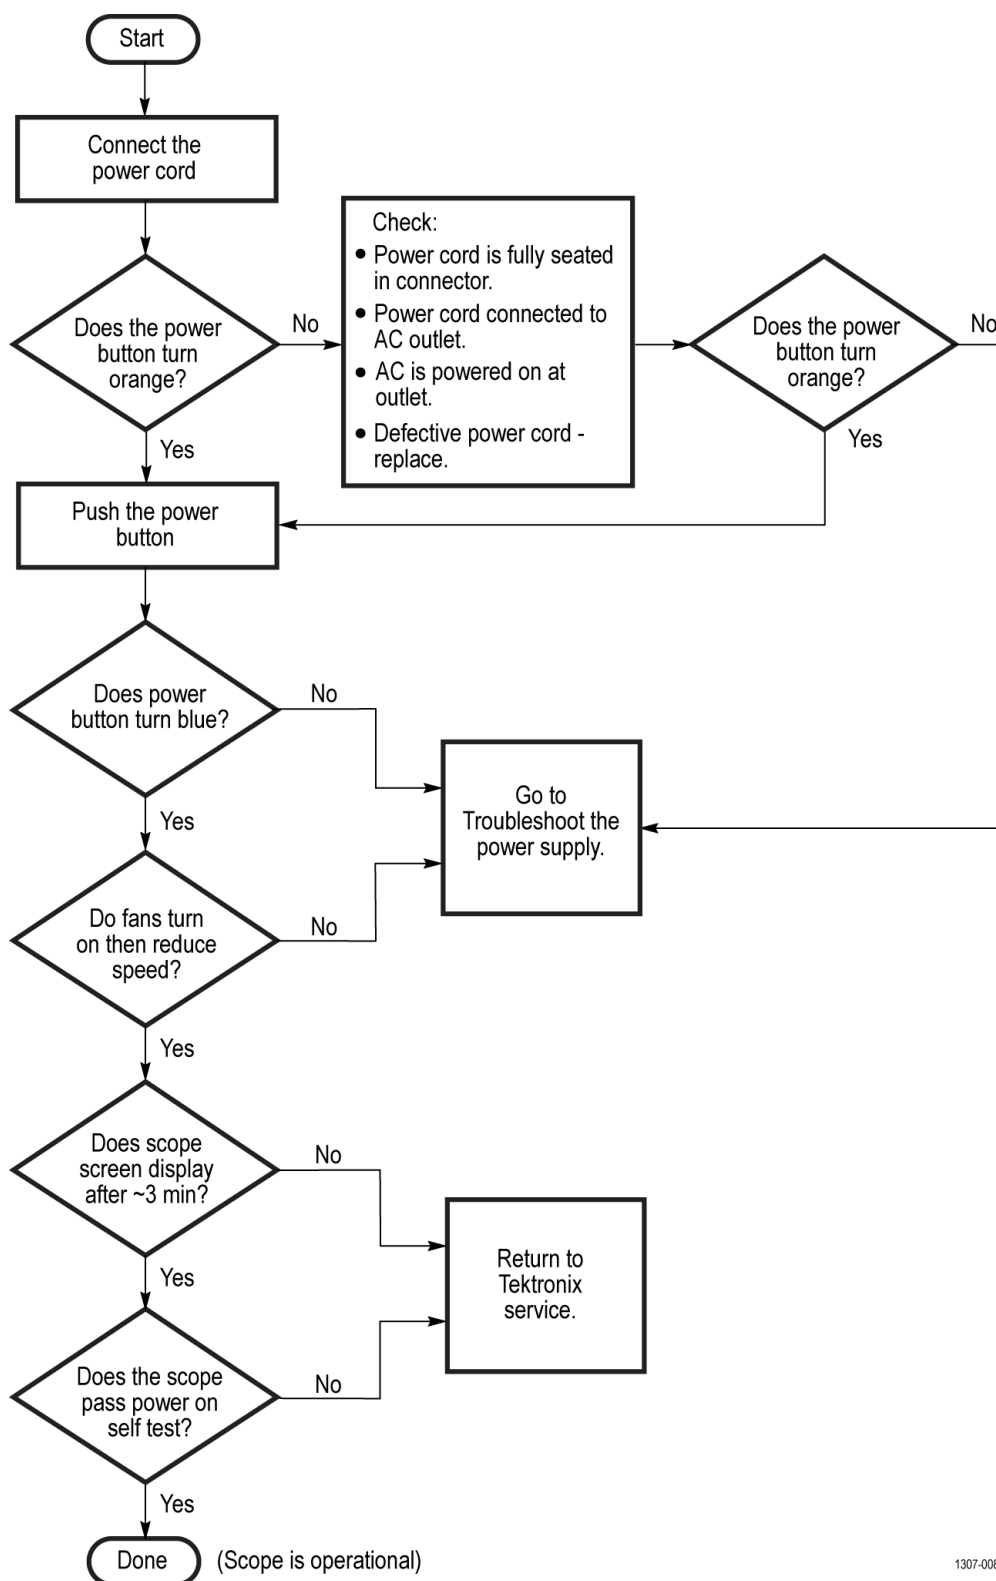 Start
Connect the
power cord
Does the power
button turn
orange?
No
Check:
• Power cord is fully seated
in connector.
• Power cord connected to
AC outlet.
• AC is powered on at
outlet.
• Defective power cord -
replace.
Does the power
button turn
orange?
No
Yes
Yes
Push the power
button
Does power
button turn blue?
No
Go to
Troubleshoot the
power supply.
Yes
Do fans turn
on then reduce
speed?
No
Yes
Does scope
screen display
after ~3 min?
No
Return to
Tektronix
service.
Yes
Does the scope
pass power on
self test?
No
Yes
Done
(Scope is operational)
1307-008